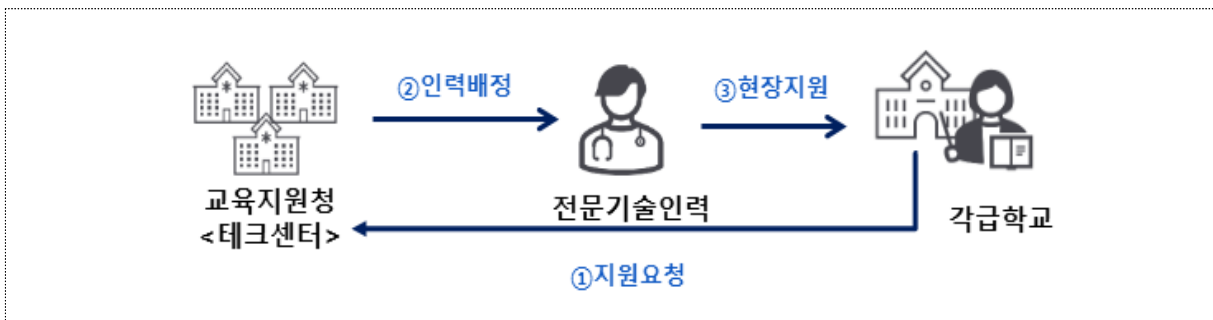 ②인력배정
③현장지원
교육지원청
<테크센터>
전문기술인력
각급학교
①지원요청